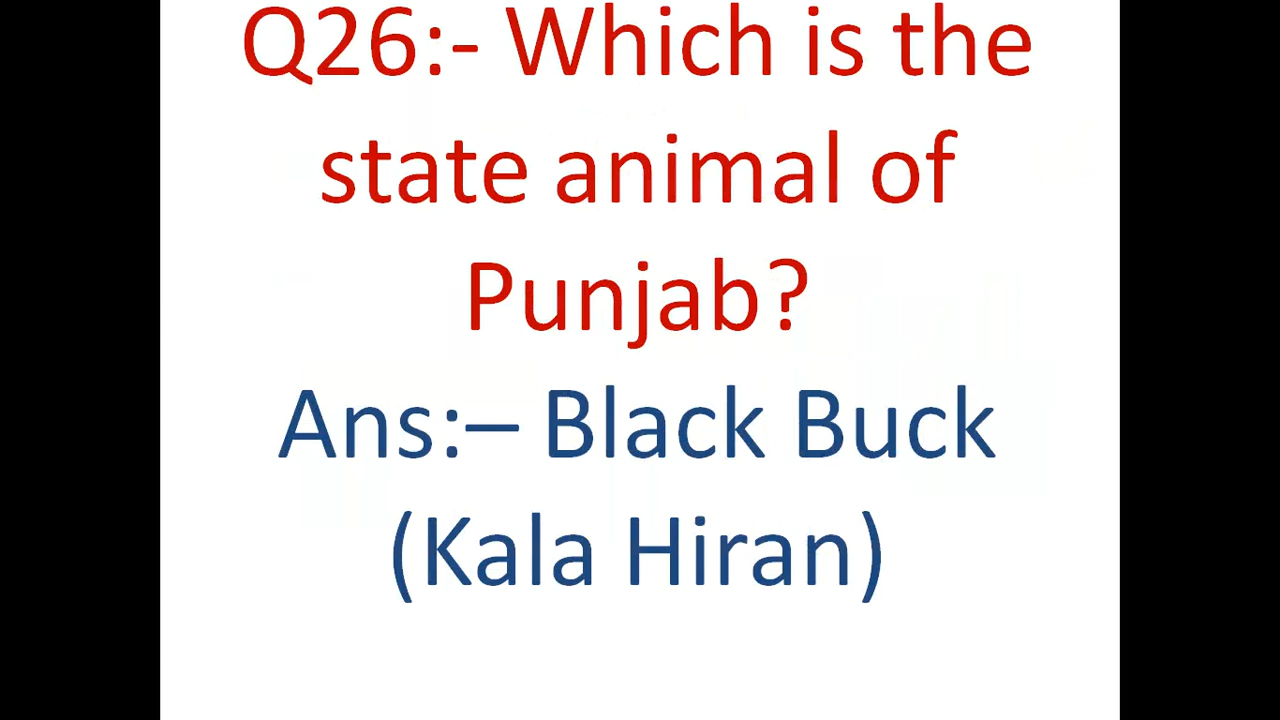 Q26:- Which is the
state animal of
Punjab?
Ans:– Black Buck
(Kala Hiran)